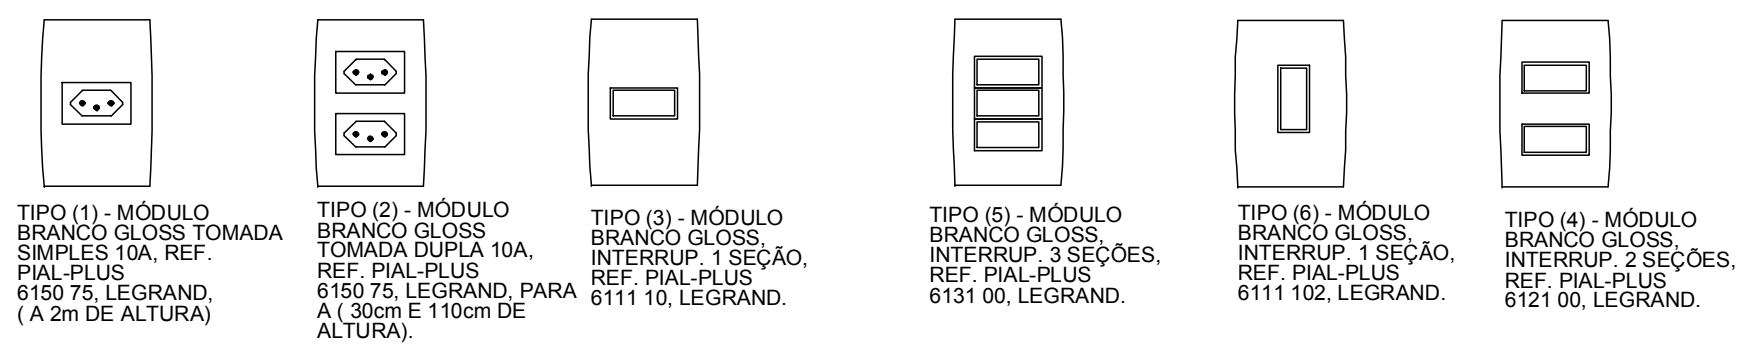 TIPO (1) - MÓDULO
BRANCO GLOSS TOMADA
SIMPLES 10A, REF.
PIAL-PLUS
6150 75, LEGRAND,
( A 2m DE ALTURA)
TIPO (2) - MÓDULO
BRANCO GLOSS
TOMADA DUPLA 10A,
REF. PIAL-PLUS
6150 75, LEGRAND, PARA
A ( 30cm E 110cm DE
ALTURA).
TIPO (3) - MÓDULO
BRANCO GLOSS,
INTERRUP. 1 SEÇÃO,
REF. PIAL-PLUS
6111 10, LEGRAND.
TIPO (5) - MÓDULO
BRANCO GLOSS,
INTERRUP. 3 SEÇÕES,
REF. PIAL-PLUS
6131 00, LEGRAND.
TIPO (6) - MÓDULO
BRANCO GLOSS,
INTERRUP. 1 SEÇÃO,
REF. PIAL-PLUS
6111 102, LEGRAND.
TIPO (4) - MÓDULO
BRANCO GLOSS,
INTERRUP. 2 SEÇÕES,
REF. PIAL-PLUS
6121 00, LEGRAND.